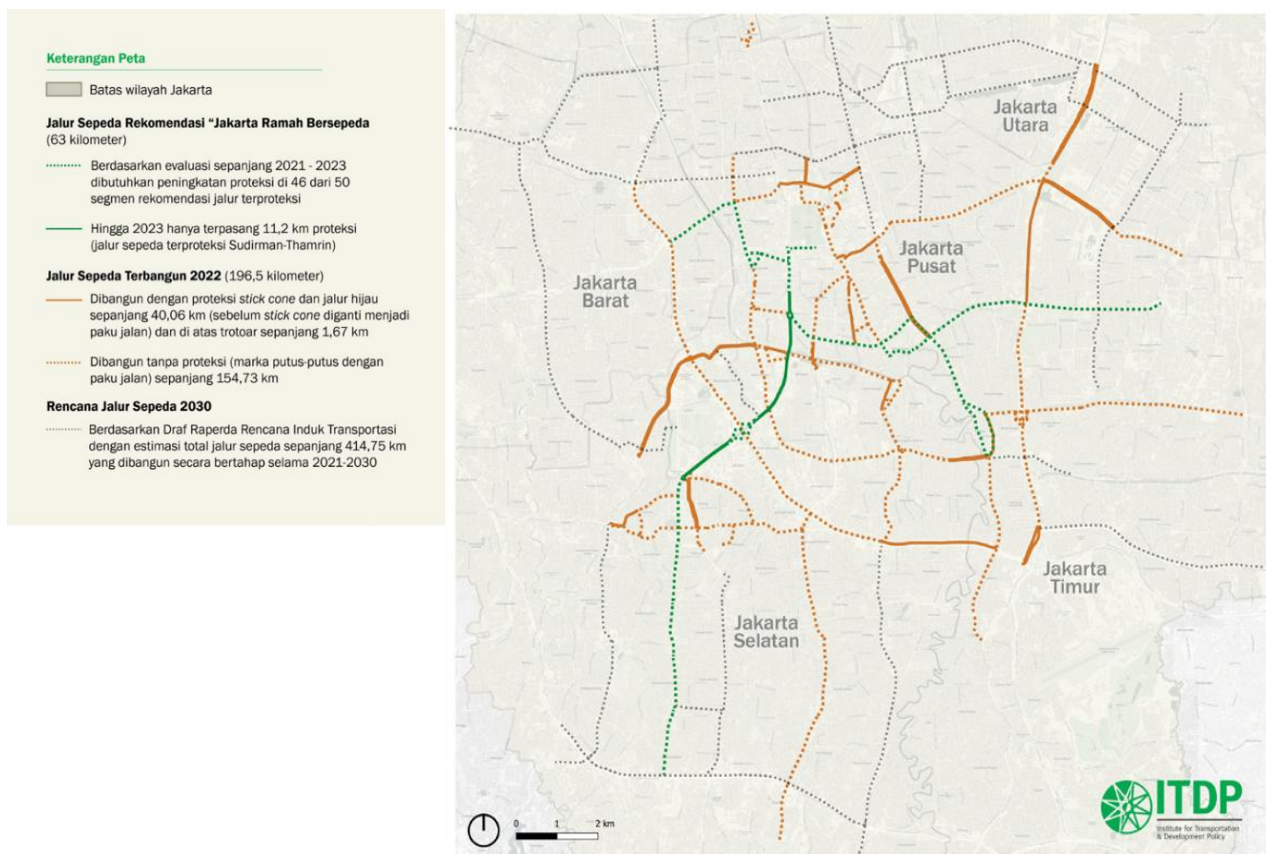 Keterangan Peta
Batas wilayah Jakarta
Jalur Sepeda Rekomendasi “Jakarta Ramah Bersepeda
(63 kilometer)
Berdasarkan evaluasi sepanjang 2021 - 2023
dibutuhkan peningkatan proteksi di 46 dari 50
segmen rekomendasi jalur terproteksi
Hingga 2023 hanya terpasang 11,2 km proteksi
(jalur sepeda terproteksi Sudirman-Thamrin)
Jalur Sepeda Terbangun 2022 (196,5 kilometer)
Dibangun dengan proteksi stick cone dan jalur hijau
sepanjang 40,06 km (sebelum stick cone diganti menjadi
paku jalan) dan di atas trotoar sepanjang 1,67 km
Dibangun tanpa proteksi (marka putus-putus dengan
paku jalan) sepanjang 154,73 km
Rencana Jalur Sepeda 2030
Berdasarkan Draf Raperda Rencana Induk Transportasi
dengan estimasi total jalur sepeda sepanjang 414,75 km
yang dibangun secara bertahap selama 2021-2030
Jakarta
Utara
Jakarta
Pusat
Jakarta
Barat
Jakarta
Timur
Jakarta
Selatan
0 1 2 km
ITDP
Institute for Transportation
& Development Policy